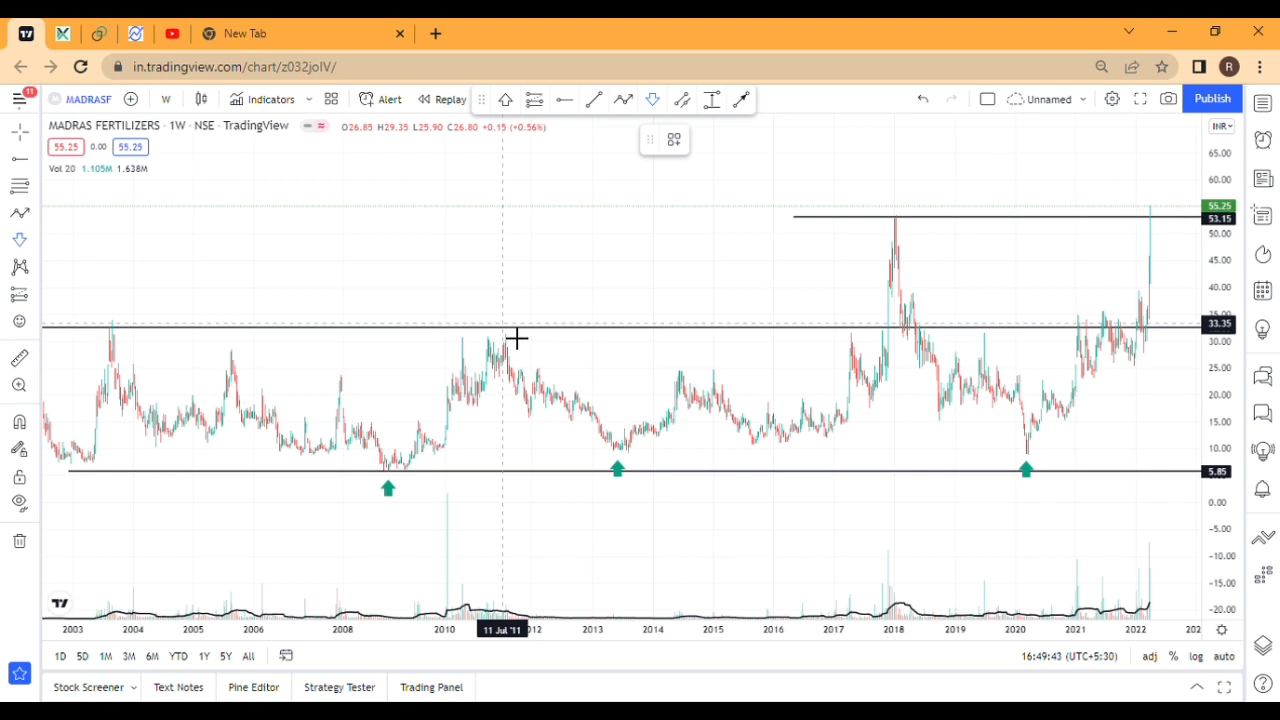 New Tab
in.tradingview.com/chart/z032joIV/
R
11
MADRASF
W
Indicators
Alert
Replay
Unnamed
Publish
MADRAS FERTILIZERS · 1W · NSE · TradingView
O26.85 H29.35 L25.90 C26.80 +0.15 (+0.56%)
INR
55.25 0.00 55.25
Vol 20 1.105M 1.638M
65.00
60.00
55.25
53.15
50.00
45.00
40.00
35.00
33.35
30.00
25.00
20.00
15.00
10.00
5.85
0.00
−5.00
−10.00
−15.00
−20.00
2003 2004 2005 2006 2008 2010 11 Jul '11 012 2013 2014 2015 2016 2017 2018 2019 2020 2021 2022 202
1D 5D 1M 3M 6M YTD 1Y 5Y All
16:49:43 (UTC+5:30) adj % log auto
Stock Screener Text Notes Pine Editor Strategy Tester Trading Panel